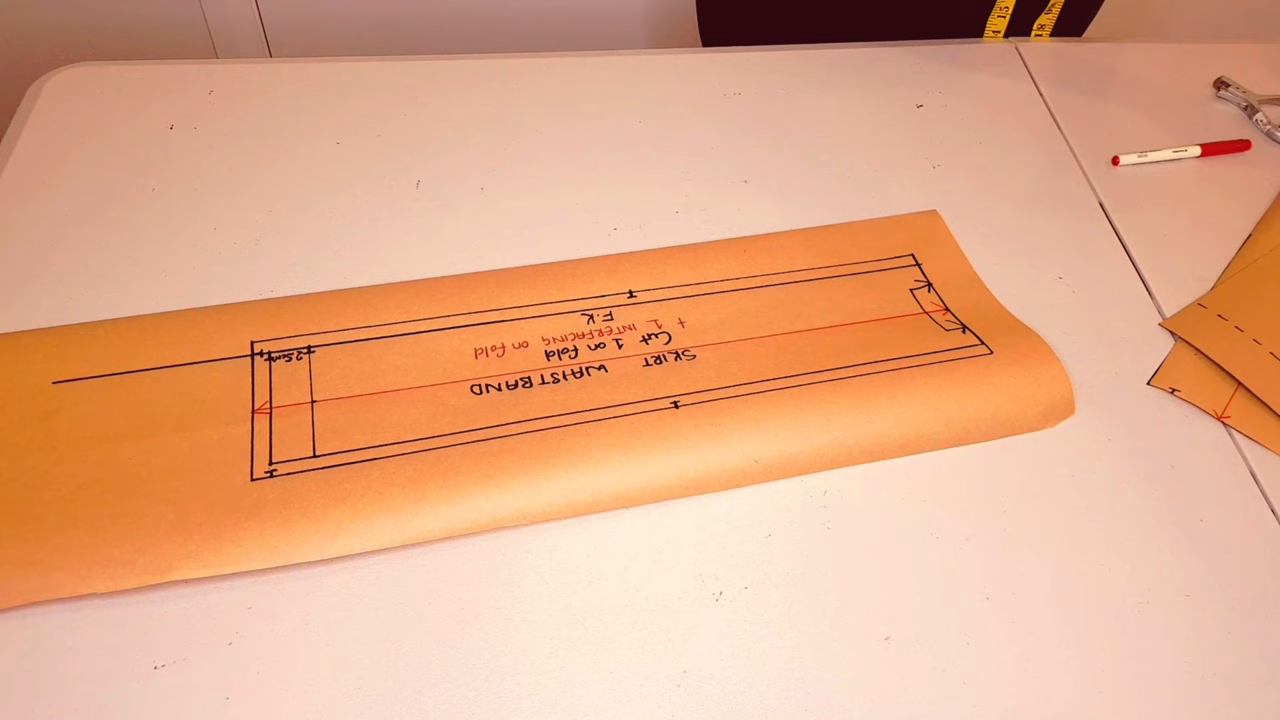 SKIRT WAISTBAND
Cut 1 on fold
+ 1 INTERFACING on fold
F.K
2.5cm